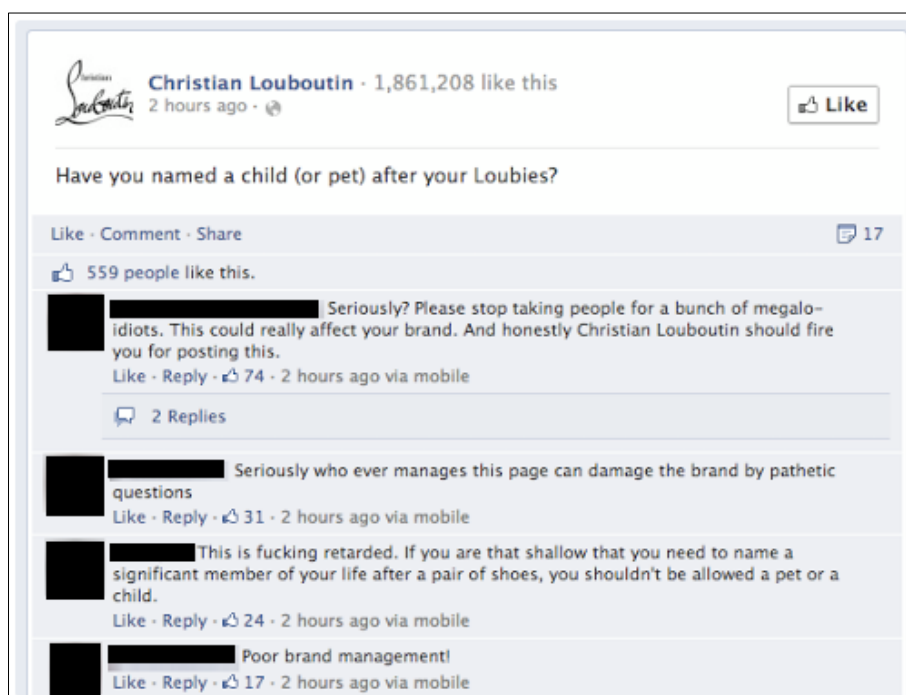 Christian Louboutin
Christian Louboutin · 1,861,208 like this
2 hours ago ·
Like
Have you named a child (or pet) after your Loubies?
Like · Comment · Share
17
559 people like this.
Seriously? Please stop taking people for a bunch of megalo-
idiots. This could really affect your brand. And honestly Christian Louboutin should fire
you for posting this.
Like · Reply · 74 · 2 hours ago via mobile
2 Replies
Seriously who ever manages this page can damage the brand by pathetic
questions
Like · Reply · 31 · 2 hours ago via mobile
This is fucking retarded. If you are that shallow that you need to name a
significant member of your life after a pair of shoes, you shouldn't be allowed a pet or a
child.
Like · Reply · 24 · 2 hours ago via mobile
Poor brand management!
Like · Reply · 17 · 2 hours ago via mobile